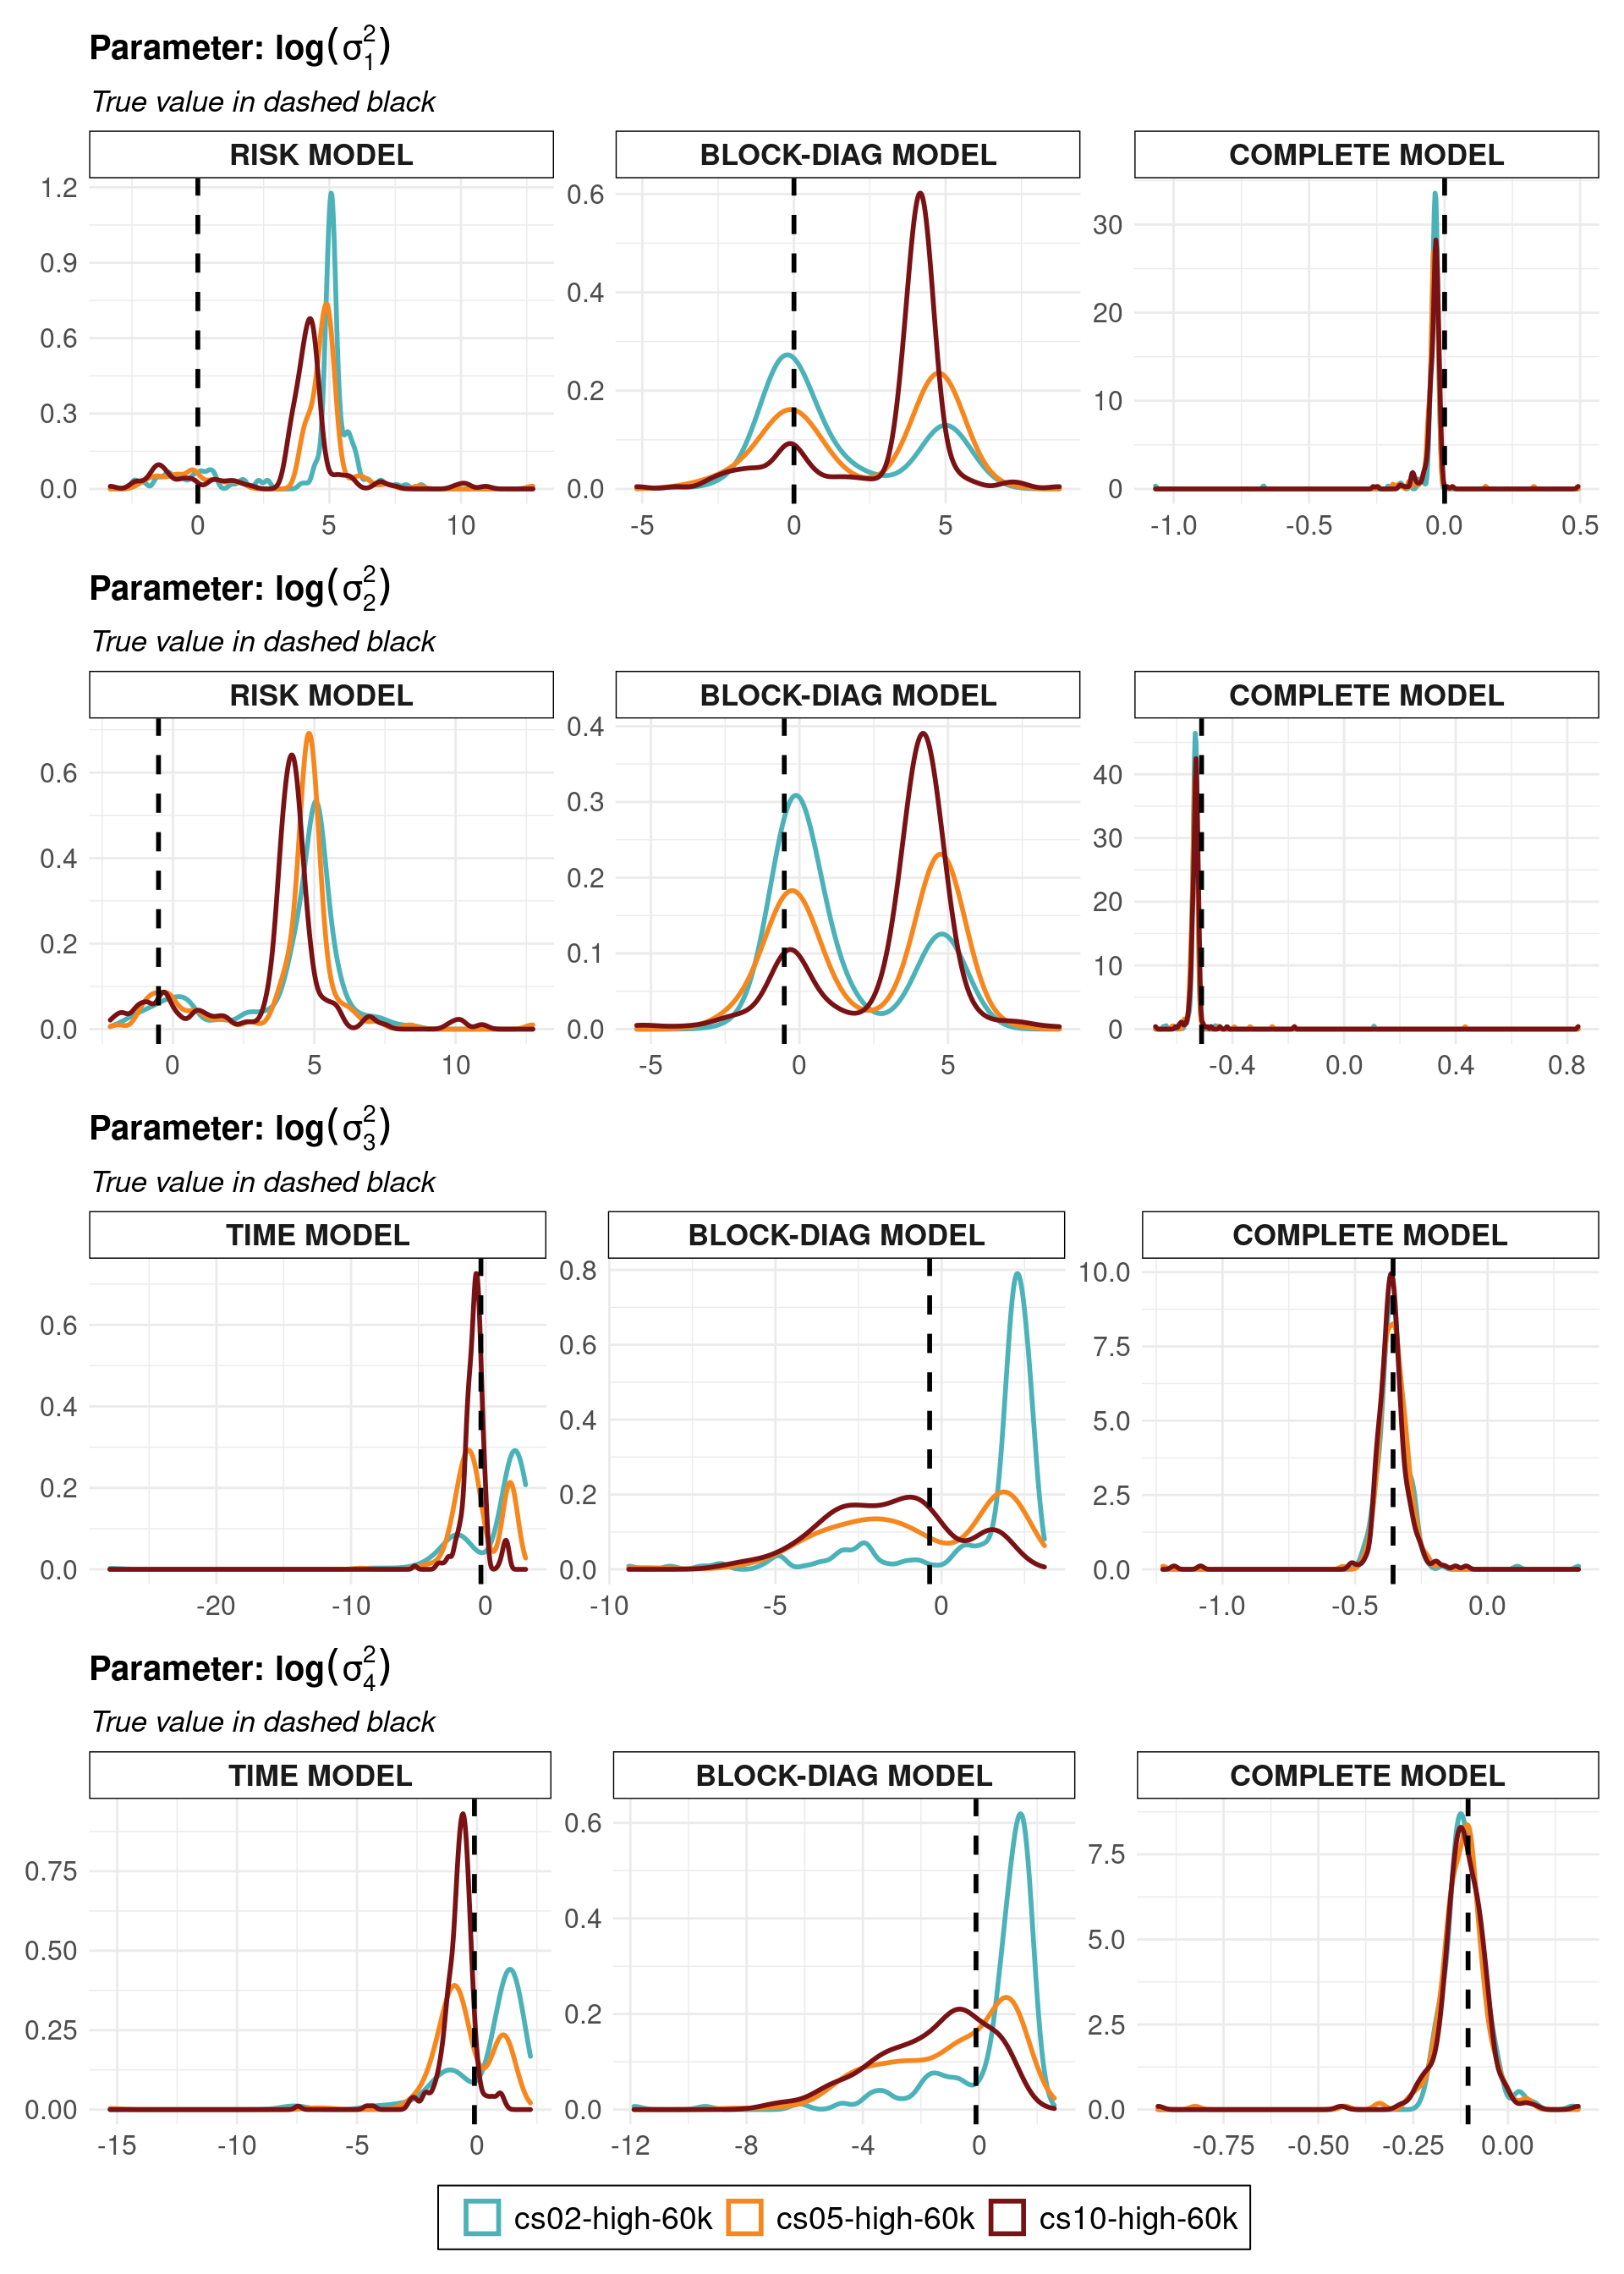 Parameter: log(σ₁²)
True value in dashed black
RISK MODEL BLOCK-DIAG MODEL COMPLETE MODEL
1.2 0.9 0.6 0.3 0.0
0.6 0.4 0.2 0.0
30 20 10 0
0 5 10 -5 0 5 -1.0 -0.5 0.0 0.5
Parameter: log(σ₂²)
True value in dashed black
RISK MODEL BLOCK-DIAG MODEL COMPLETE MODEL
0.6 0.4 0.2 0.0
0.4 0.3 0.2 0.1 0.0
40 30 20 10 0
0 5 10 -5 0 5 -0.4 0.0 0.4 0.8
Parameter: log(σ₃²)
True value in dashed black
TIME MODEL BLOCK-DIAG MODEL COMPLETE MODEL
0.6 0.4 0.2 0.0
0.8 0.6 0.4 0.2 0.0
10.0 7.5 5.0 2.5 0.0
-20 -10 0 -10 -5 0 -1.0 -0.5 0.0
Parameter: log(σ₄²)
True value in dashed black
TIME MODEL BLOCK-DIAG MODEL COMPLETE MODEL
0.75 0.50 0.25 0.00
0.6 0.4 0.2 0.0
7.5 5.0 2.5 0.0
-15 -10 -5 0 -12 -8 -4 0 -0.75 -0.50 -0.25 0.00
cs02-high-60k cs05-high-60k cs10-high-60k